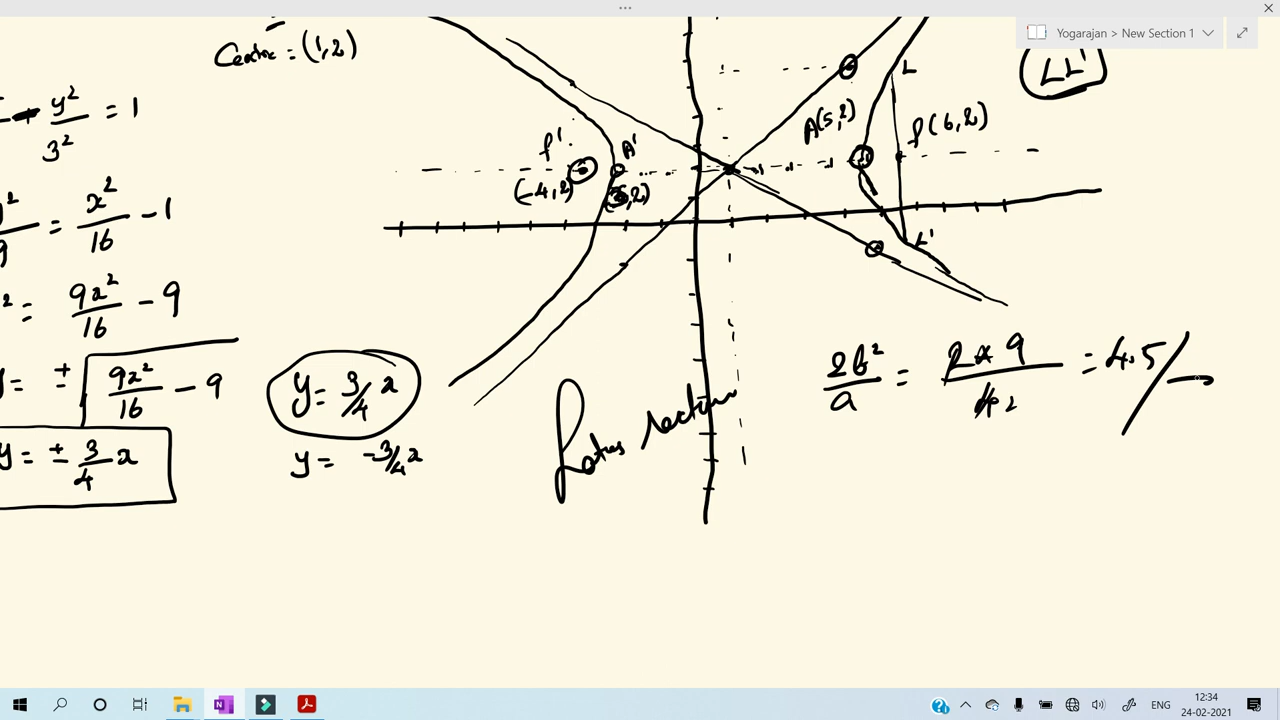 Yogarajan > New Section 1
Centre = (1,2)
LL'
- y²/3² = 1
= x²/16 - 1
= 9x²/16 - 9
= ± √(9x²/16 - 9)
y = ± 3/4 x
y = 3/4 x
y = -3/4 x
f'
A'
(-4,2)
A(5,2)
L
f(6,2)
L'
Latus rectum
2b²/a = 2×9/4 2 = 4.5
ENG
12:34
24-02-2021